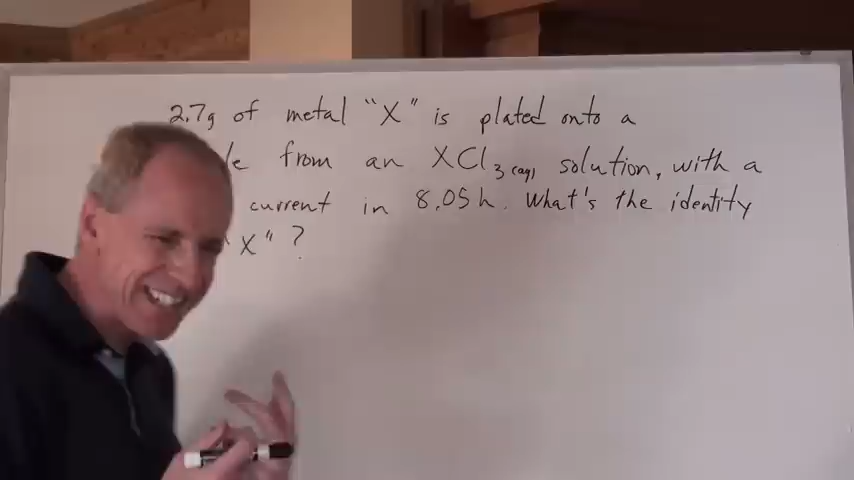 2.7g of metal "X" is plated onto a
from an XCl3(aq) solution, with a
current in 8.05h. What's the identity
X" ?